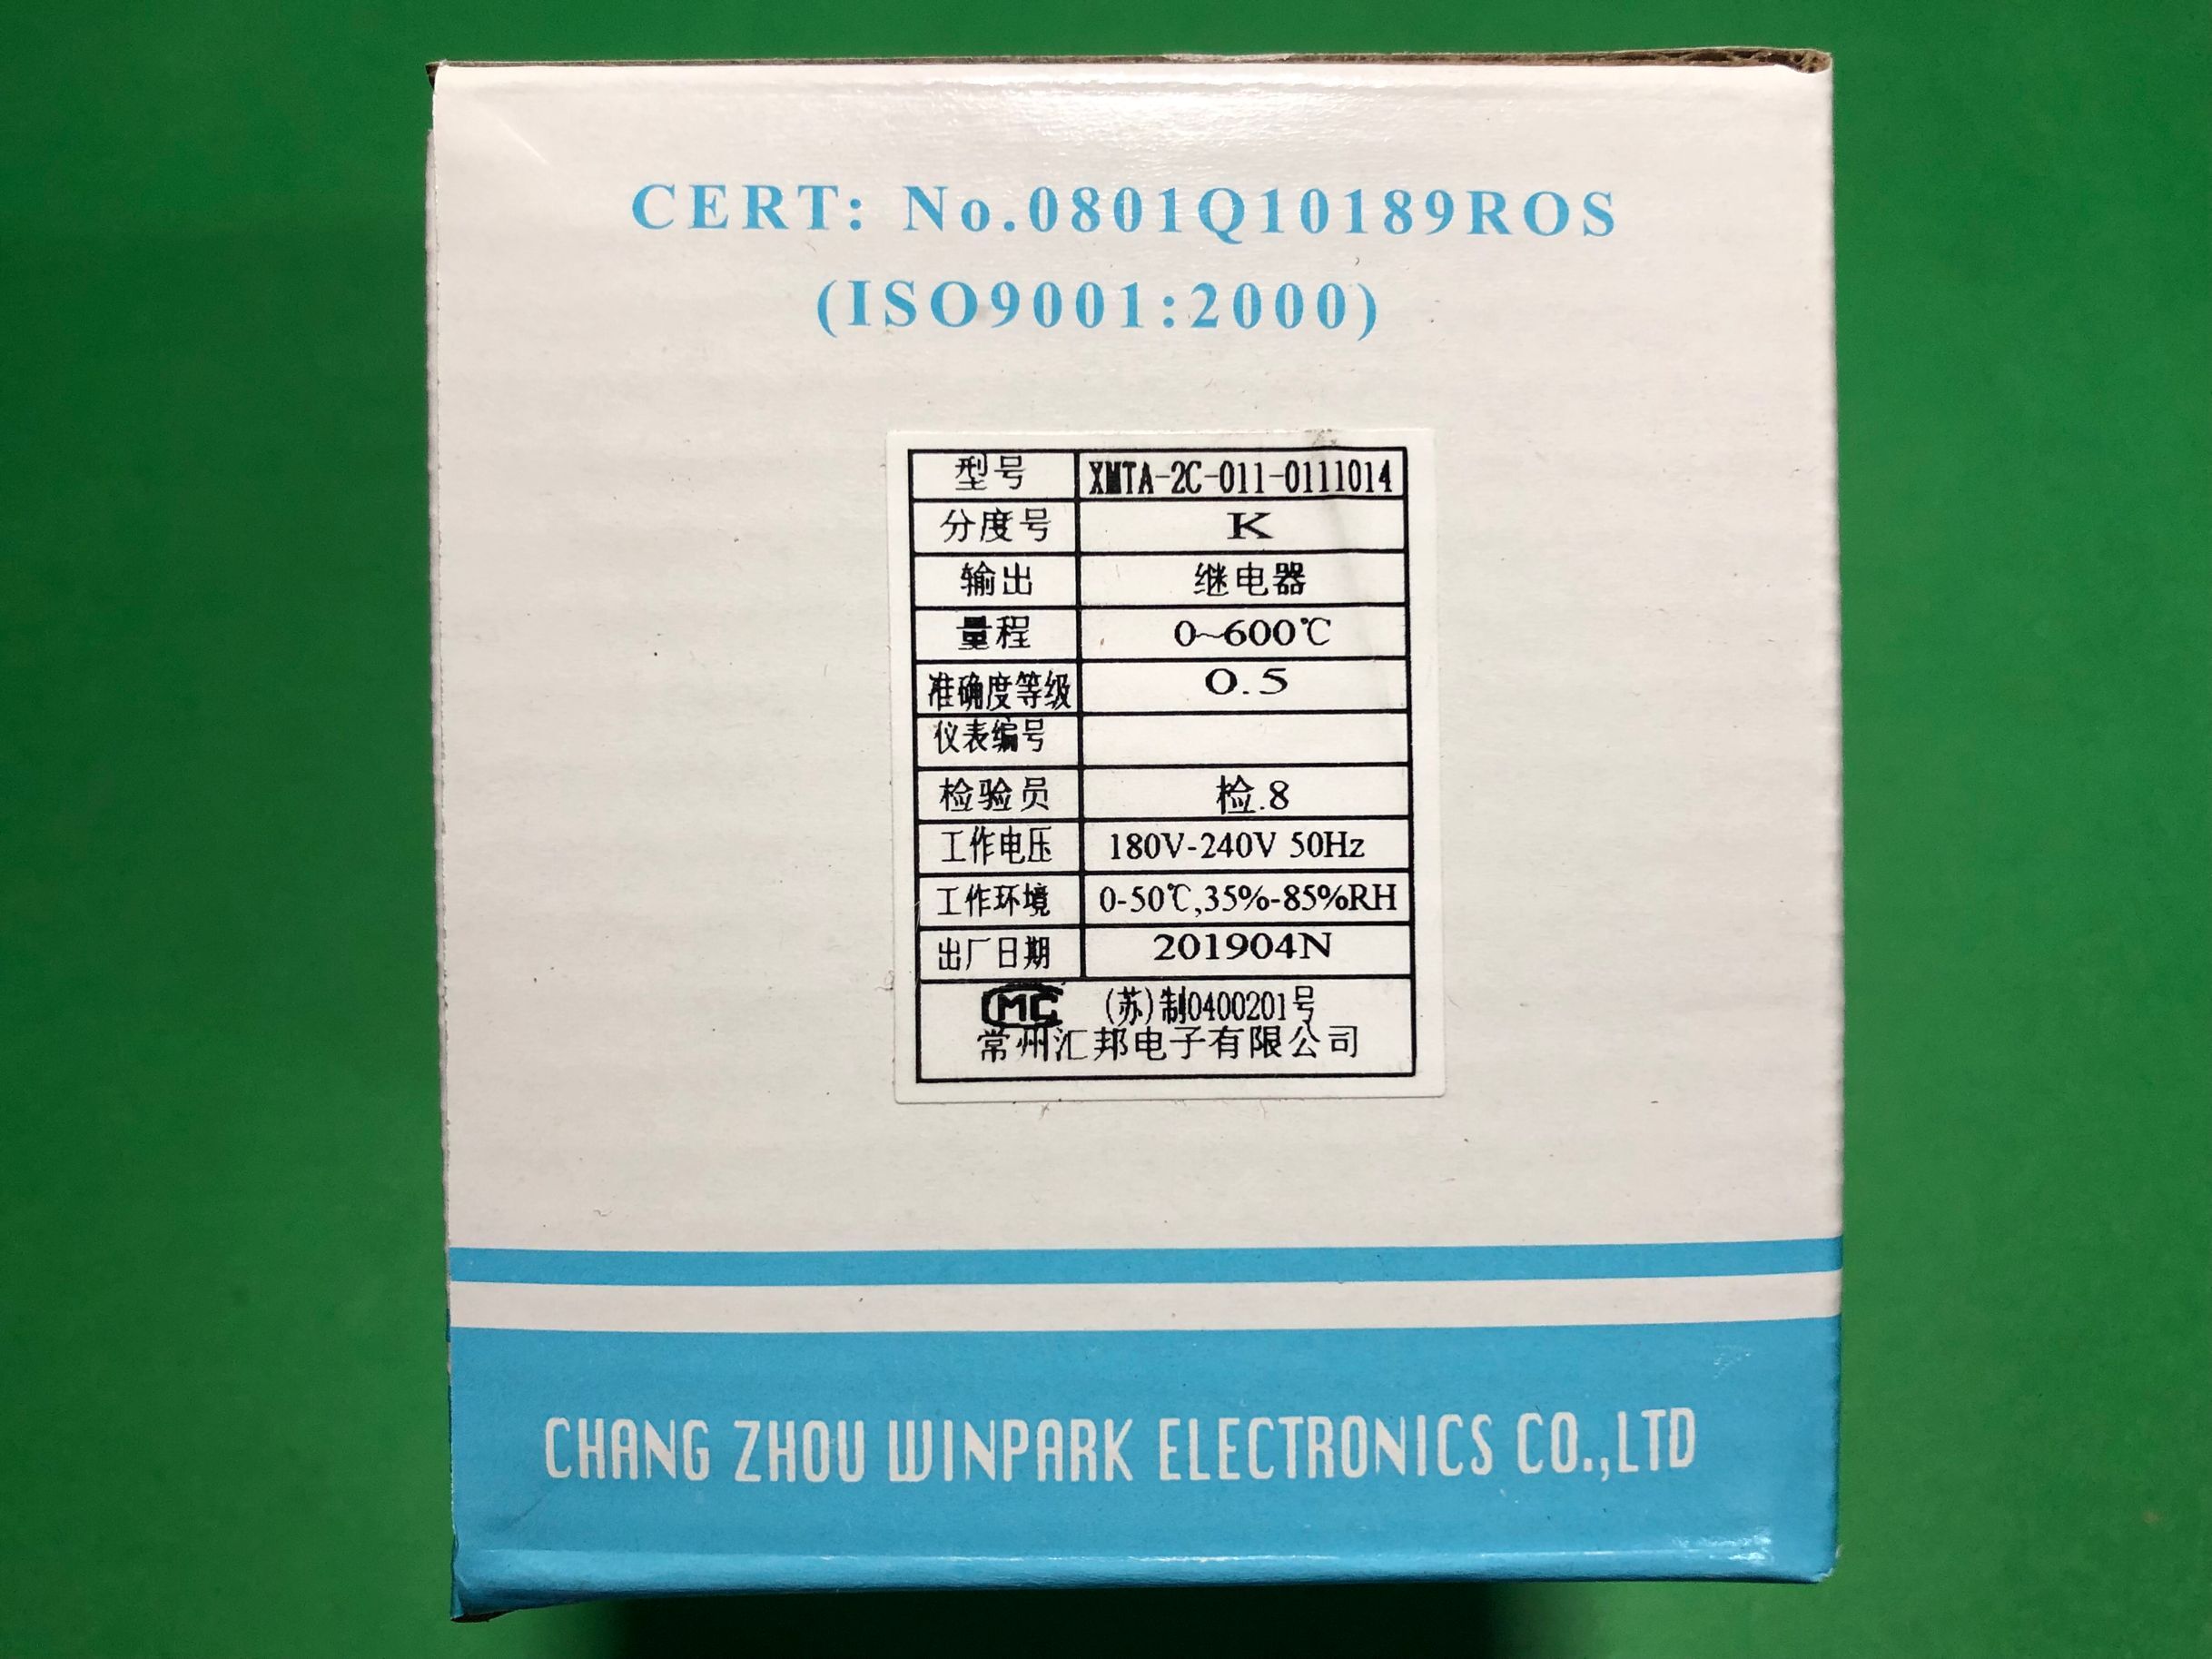 CERT: No.0801Q10189ROS
(ISO9001:2000)
型号 XMTA-2C-011-0111014
分度号 K
输出 继电器
量程 0~600℃
准确度等级 0.5
仪表编号
检验员 检.8
工作电压 180V-240V 50Hz
工作环境 0-50℃,35%-85%RH
出厂日期 201904N
MC (苏)制0400201号
常州汇邦电子有限公司
CHANG ZHOU WINPARK ELECTRONICS CO.,LTD